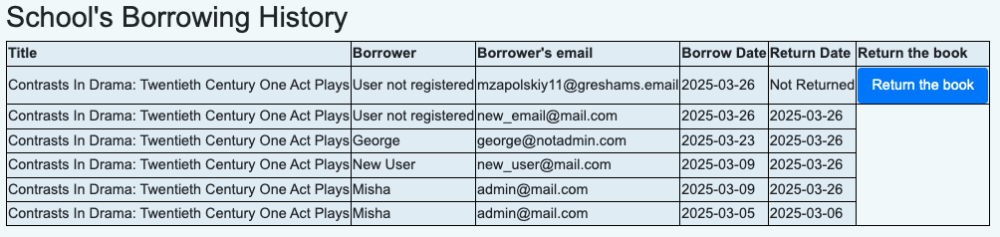 School's Borrowing History
Title Borrower Borrower's email Borrow Date Return Date Return the book
Contrasts In Drama: Twentieth Century One Act Plays User not registered mzapolskiy11@greshams.email 2025-03-26 Not Returned Return the book
Contrasts In Drama: Twentieth Century One Act Plays User not registered new_email@mail.com 2025-03-26 2025-03-26
Contrasts In Drama: Twentieth Century One Act Plays George george@notadmin.com 2025-03-23 2025-03-26
Contrasts In Drama: Twentieth Century One Act Plays New User new_user@mail.com 2025-03-09 2025-03-26
Contrasts In Drama: Twentieth Century One Act Plays Misha admin@mail.com 2025-03-09 2025-03-26
Contrasts In Drama: Twentieth Century One Act Plays Misha admin@mail.com 2025-03-05 2025-03-06